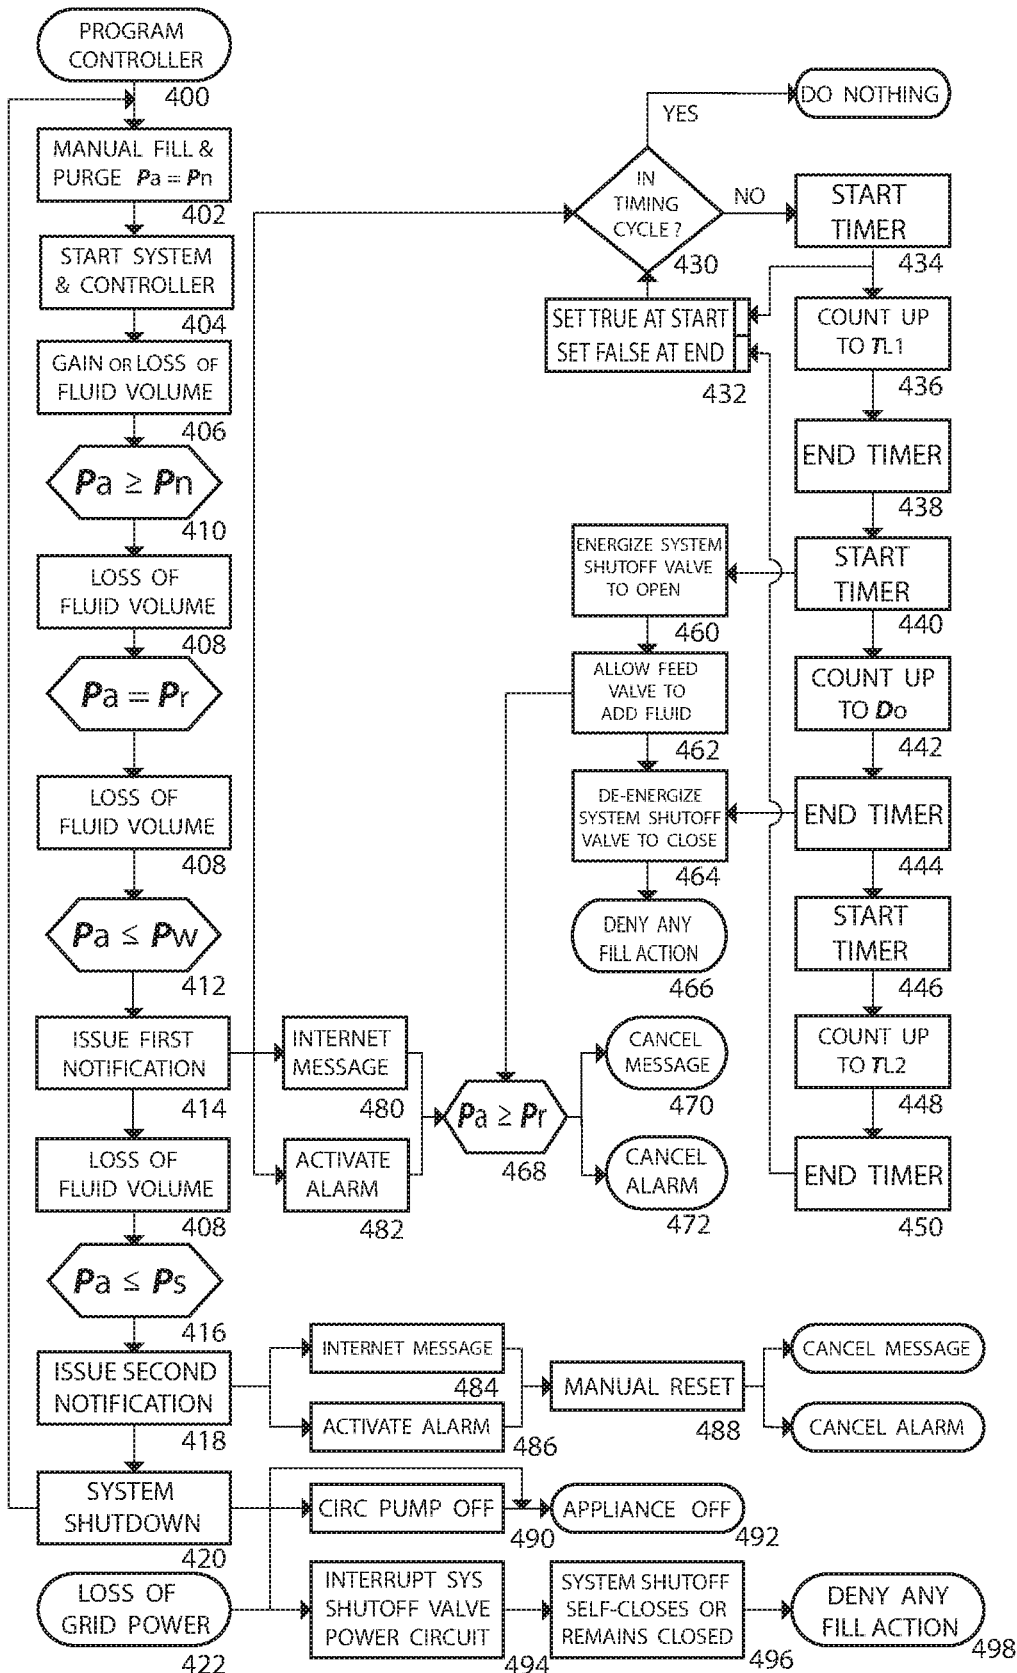 PROGRAM
CONTROLLER
400
MANUAL FILL &
PURGE Pa = Pn
402
START SYSTEM
& CONTROLLER
404
GAIN OR LOSS OF
FLUID VOLUME
406
Pa ≥ Pn
410
LOSS OF
FLUID VOLUME
408
Pa = Pr
LOSS OF
FLUID VOLUME
408
Pa ≤ Pw
412
ISSUE FIRST
NOTIFICATION
414
LOSS OF
FLUID VOLUME
408
Pa ≤ Ps
416
ISSUE SECOND
NOTIFICATION
418
SYSTEM
SHUTDOWN
420
LOSS OF
GRID POWER
422
DO NOTHING
YES
IN
TIMING
CYCLE ?
430
NO
START
TIMER
434
SET TRUE AT START
SET FALSE AT END
432
COUNT UP
TO TL1
436
END TIMER
438
START
TIMER
440
ENERGIZE SYSTEM
SHUTOFF VALVE
TO OPEN
460
ALLOW FEED
VALVE TO
ADD FLUID
462
COUNT UP
TO Do
442
DE-ENERGIZE
SYSTEM SHUTOFF
VALVE TO CLOSE
464
END TIMER
444
DENY ANY
FILL ACTION
466
START
TIMER
446
COUNT UP
TO TL2
448
END TIMER
450
INTERNET
MESSAGE
480
ACTIVATE
ALARM
482
Pa ≥ Pr
468
CANCEL
MESSAGE
470
CANCEL
ALARM
472
INTERNET MESSAGE
484
ACTIVATE ALARM
486
MANUAL RESET
488
CANCEL MESSAGE
CANCEL ALARM
CIRC PUMP OFF
490
APPLIANCE OFF
492
INTERRUPT SYS
SHUTOFF VALVE
POWER CIRCUIT
494
SYSTEM SHUTOFF
SELF-CLOSES OR
REMAINS CLOSED
496
DENY ANY
FILL ACTION
498